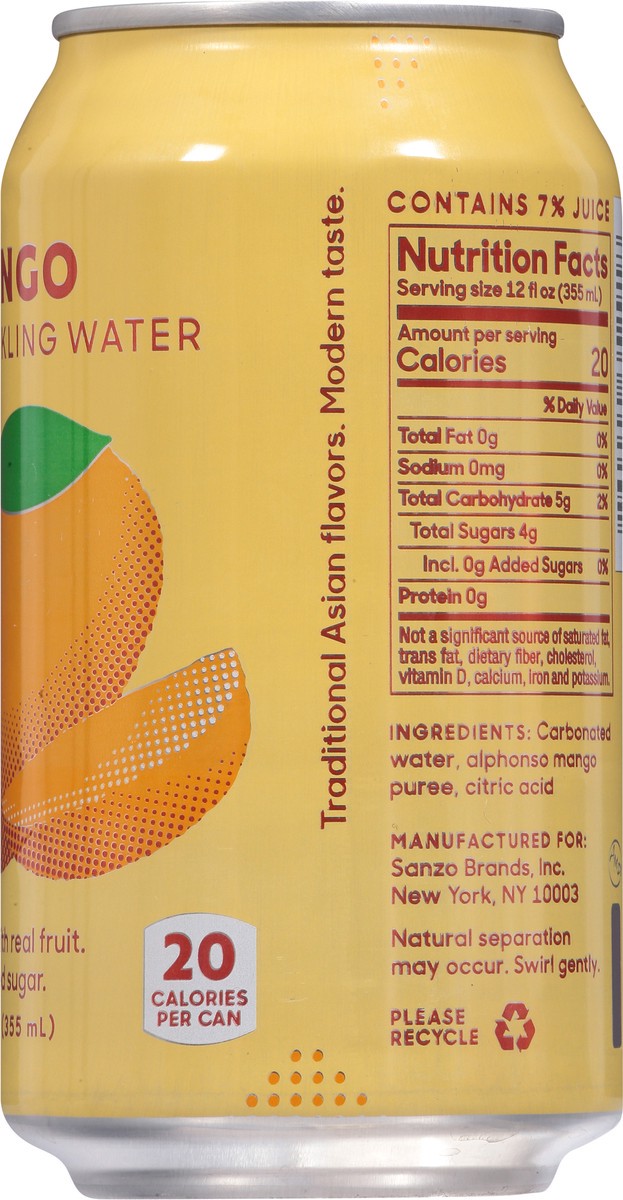 NGO
KLING WATER
th real fruit.
d sugar.
(355 mL)
20
CALORIES
PER CAN
Traditional Asian flavors. Modern taste.
CONTAINS 7% JUICE
Nutrition Facts
Serving size 12 fl oz (355 mL)
Amount per serving
Calories 20
% Daily Value
Total Fat 0g 0%
Sodium 0mg 0%
Total Carbohydrate 5g 2%
Total Sugars 4g
Incl. 0g Added Sugars 0%
Protein 0g
Not a significant source of saturated fat,
trans fat, dietary fiber, cholesterol,
vitamin D, calcium, iron and potassium.
INGREDIENTS: Carbonated
water, alphonso mango
puree, citric acid
MANUFACTURED FOR:
Sanzo Brands, Inc.
New York, NY 10003
Natural separation
may occur. Swirl gently.
PLEASE
RECYCLE